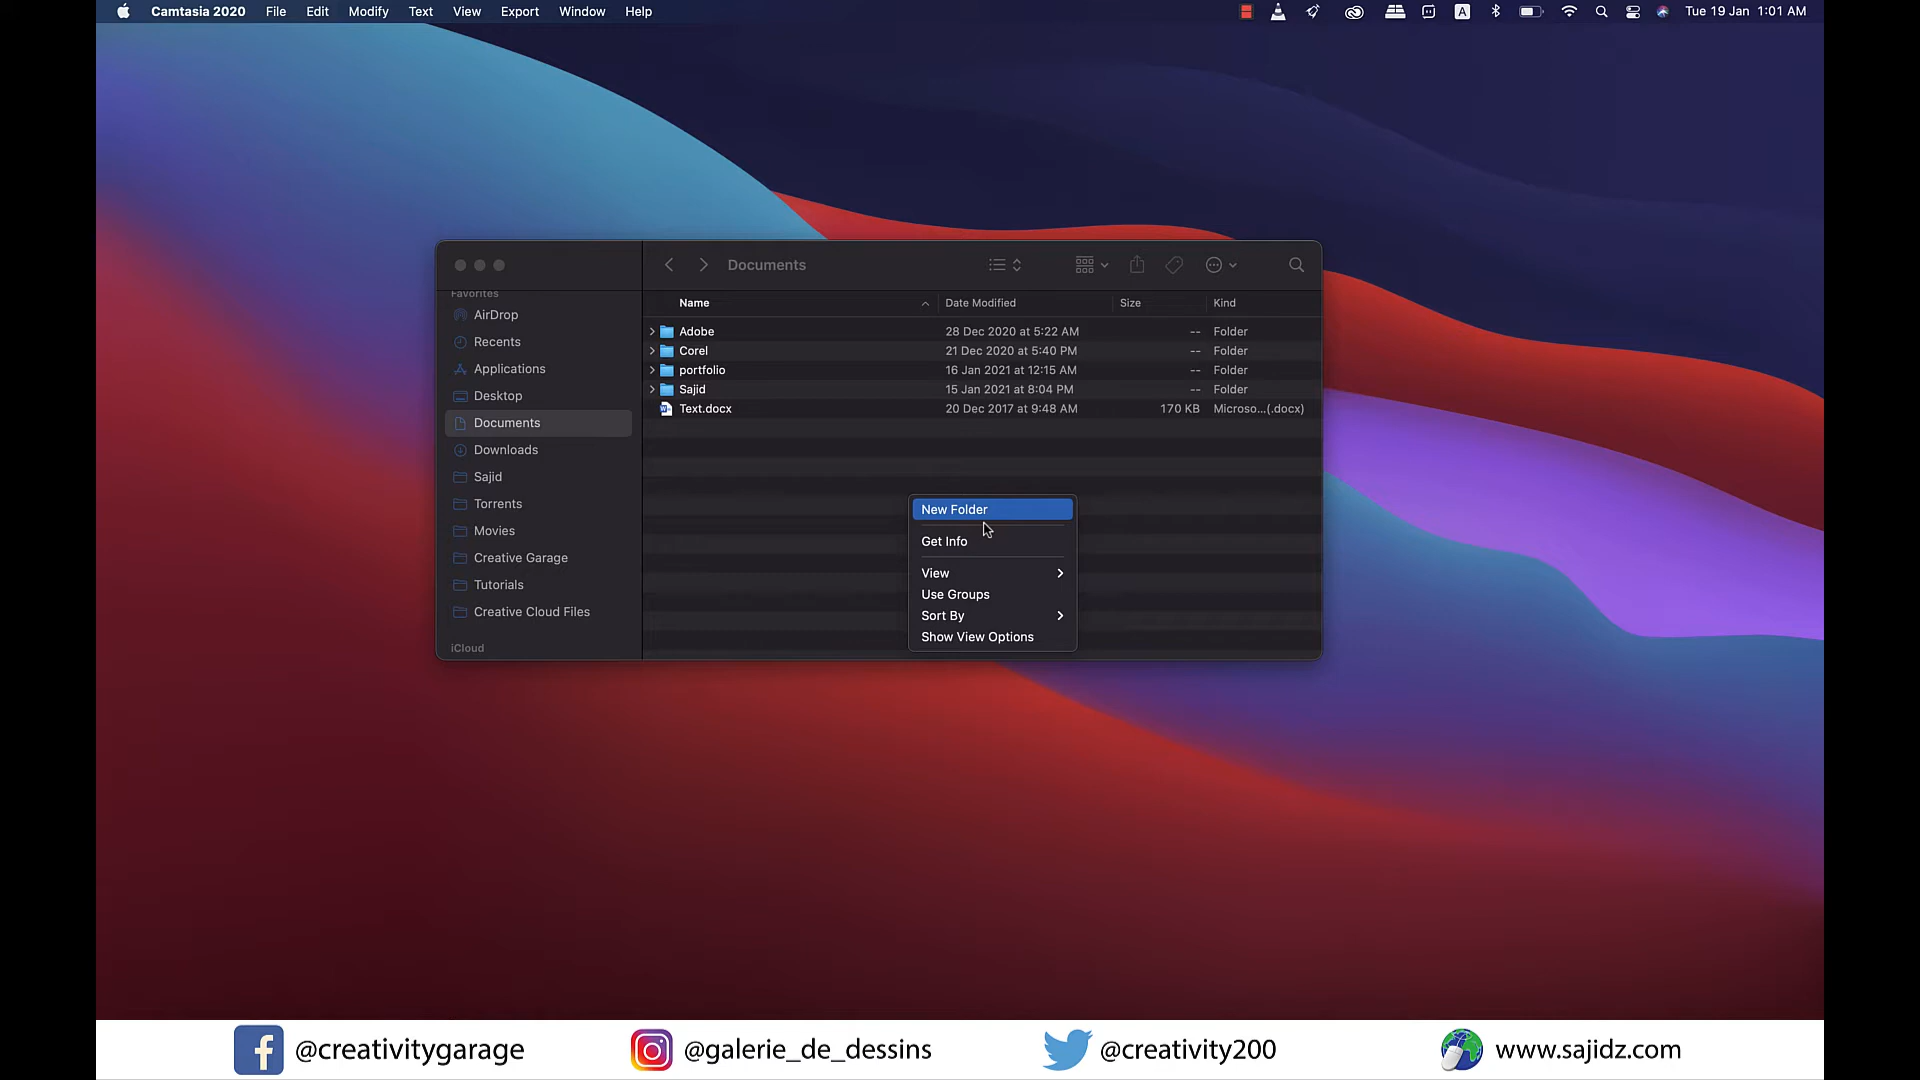 Camtasia 2020 File Edit Modify Text View Export Window Help A Tue 19 Jan 1:01 AM
Documents
Favorites
AirDrop
Recents
Applications
Desktop
Documents
Downloads
Sajid
Torrents
Movies
Creative Garage
Tutorials
Creative Cloud Files
iCloud
Name Date Modified Size Kind
Adobe 28 Dec 2020 at 5:22 AM -- Folder
Corel 21 Dec 2020 at 5:40 PM -- Folder
portfolio 16 Jan 2021 at 12:15 AM -- Folder
Sajid 15 Jan 2021 at 8:04 PM -- Folder
Text.docx 20 Dec 2017 at 9:48 AM 170 KB Microso...(.docx)
New Folder
Get Info
View
Use Groups
Sort By
Show View Options
@creativitygarage @galerie_de_dessins @creativity200 www.sajidz.com